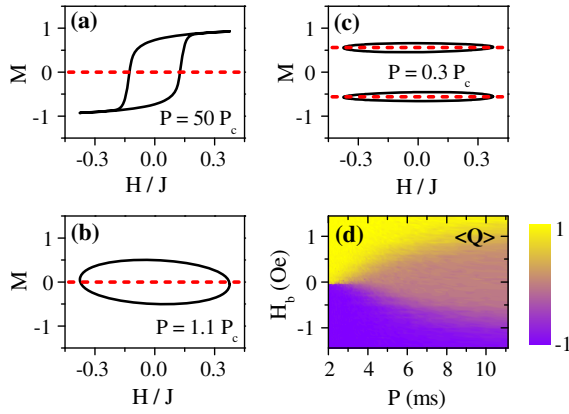 (a)
M
1
0
-1
-0.3
0.0
0.3
H / J
P = 50 P_c
(c)
M
1
0
-1
-0.3
0.0
0.3
H / J
P = 0.3 P_c
(b)
M
1
0
-1
-0.3
0.0
0.3
H / J
P = 1.1 P_c
(d)
<Q>
H_b (Oe)
1
0
-1
2
4
6
8
10
P (ms)
1
-1